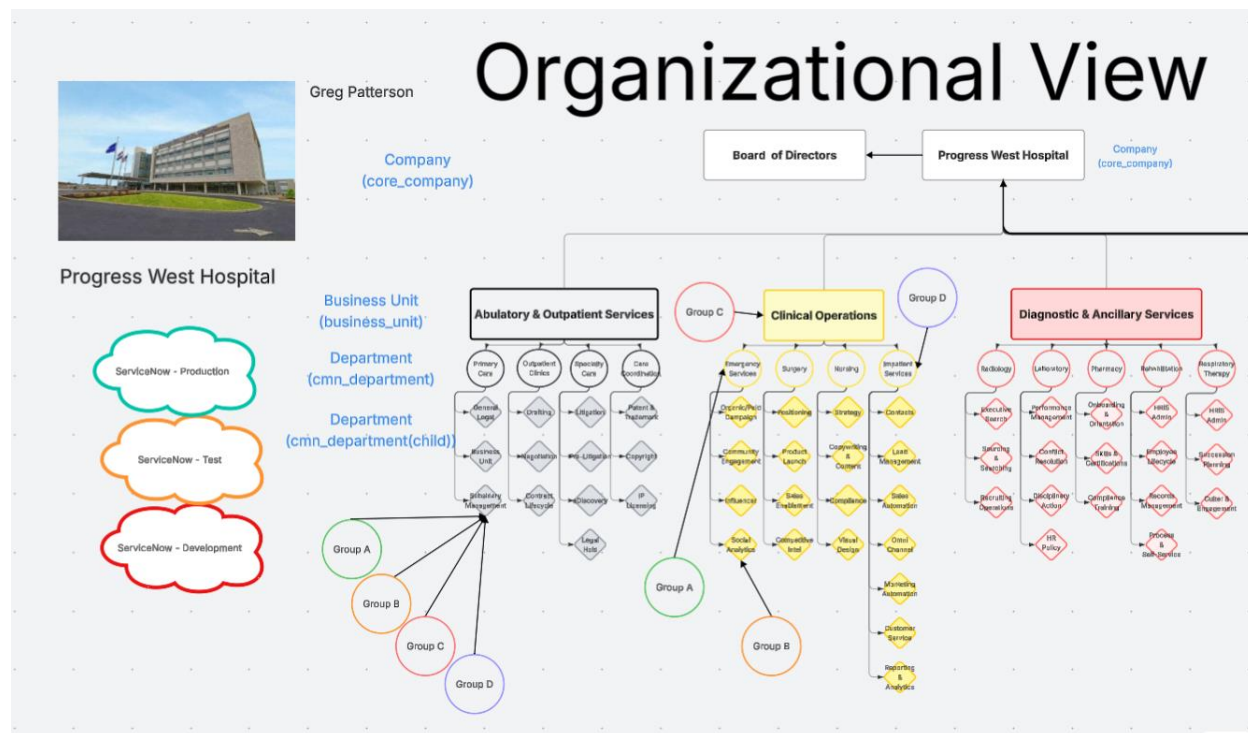 Organizational View
Greg Patterson
Company
(core_company)
Board of Directors
Progress West Hospital
Company
(core_company)
Progress West Hospital
Business Unit
(business_unit)
Department
(cmn_department)
Department
(cmn_department(child))
ServiceNow - Production
ServiceNow - Test
ServiceNow - Development
Abulatory & Outpatient Services
Primary
Care
Outpatient
Clinics
Specialty
Care
Care
Coordination
General
Legal
Business
Unit
Management
Drafting
Negotiation
Contract
Lifecycle
Litigation
Pre-Litigation
eDiscovery
Legal
Hold
Patent &
Trademark
Copyright
IP
Licensing
Group A
Group B
Group C
Group D
Group C
Clinical Operations
Group D
Emergency
Services
Surgery
Nursing
Inpatient
Services
Organic/Paid
Campaign
Community
Engagement
Influencer
Social
Analytics
Positioning
Product
Launch
Sales
Enablement
Competitive
Intel
Strategy
Copywriting
&
Content
Compliance
Visual
Design
Contacts
Lead
Management
Sales
Automation
Omni
Channel
Marketing
Automation
Customer
Service
Reporting
&
Analytics
Group A
Group B
Diagnostic & Ancillary Services
Radiology
Laboratory
Pharmacy
Rehabilitation
Respiratory
Therapy
Executive
Search
Sourcing
&
Searching
Recruiting
Operations
Performance
Management
Conflict
Resolution
Disciplinary
Action
HR
Policy
Onboarding
&
Orientation
Skills &
Certifications
Compliance
Training
HRIS
Admin
Employee
Lifecycle
Records
Management
Process
&
Self-Service
HRIS
Admin
Succession
Planning
& Engagement